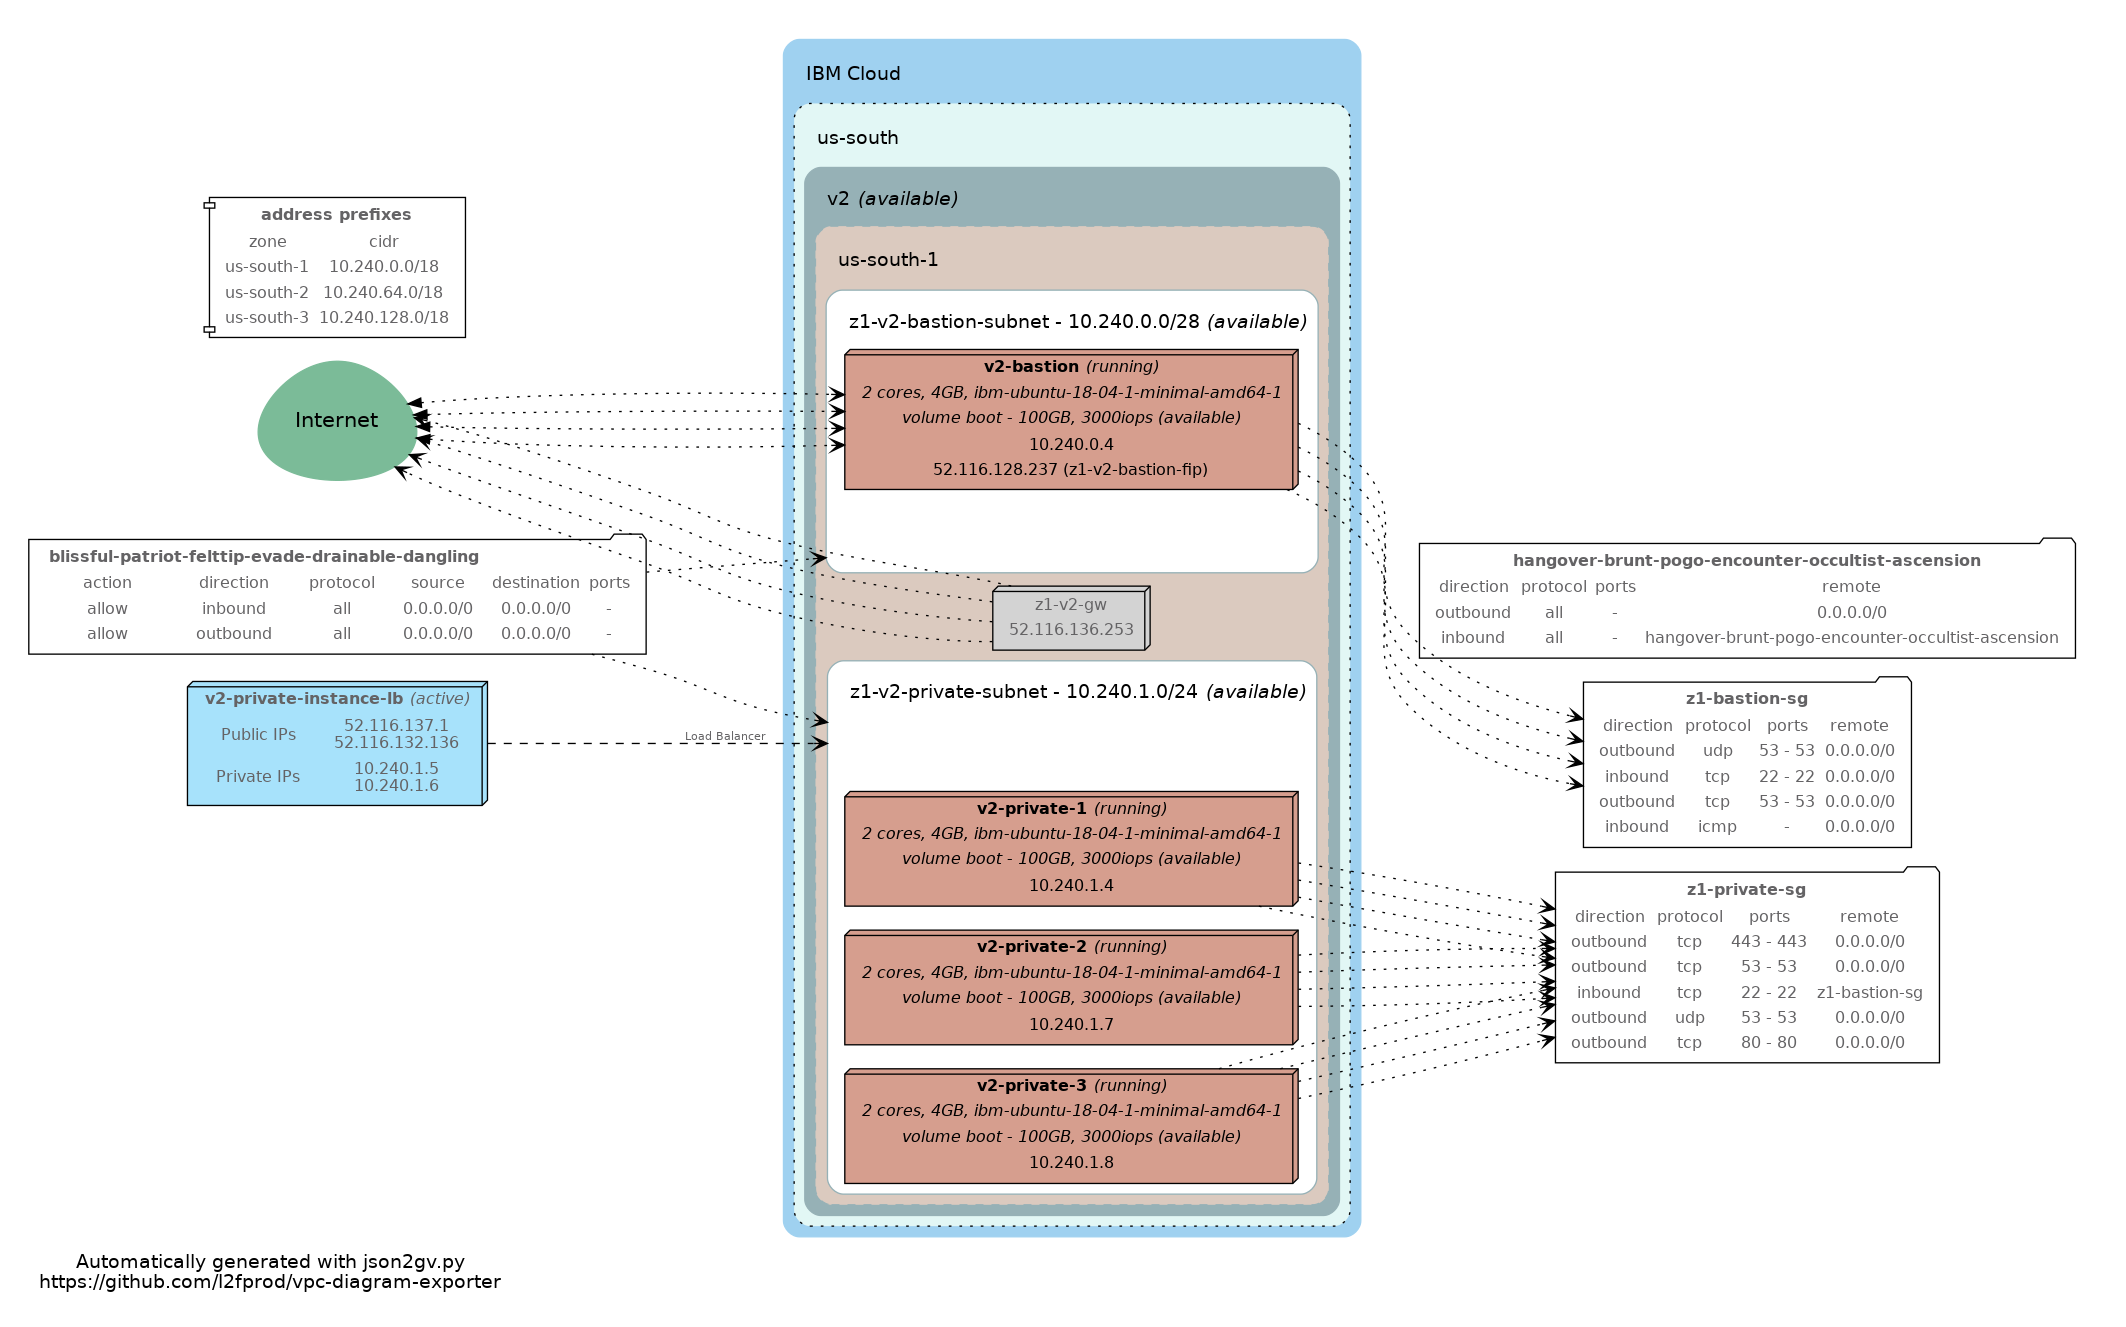 IBM Cloud
us-south
v2 (available)
us-south-1
z1-v2-bastion-subnet - 10.240.0.0/28 (available)
v2-bastion (running)
2 cores, 4GB, ibm-ubuntu-18-04-1-minimal-amd64-1
volume boot - 100GB, 3000iops (available)
10.240.0.4
52.116.128.237 (z1-v2-bastion-fip)
z1-v2-gw
52.116.136.253
z1-v2-private-subnet - 10.240.1.0/24 (available)
v2-private-1 (running)
2 cores, 4GB, ibm-ubuntu-18-04-1-minimal-amd64-1
volume boot - 100GB, 3000iops (available)
10.240.1.4
v2-private-2 (running)
2 cores, 4GB, ibm-ubuntu-18-04-1-minimal-amd64-1
volume boot - 100GB, 3000iops (available)
10.240.1.7
v2-private-3 (running)
2 cores, 4GB, ibm-ubuntu-18-04-1-minimal-amd64-1
volume boot - 100GB, 3000iops (available)
10.240.1.8
address prefixes
zone cidr
us-south-1 10.240.0.0/18
us-south-2 10.240.64.0/18
us-south-3 10.240.128.0/18
Internet
blissful-patriot-felttip-evade-drainable-dangling
action direction protocol source destination ports
allow inbound all 0.0.0.0/0 0.0.0.0/0 -
allow outbound all 0.0.0.0/0 0.0.0.0/0 -
v2-private-instance-lb (active)
Public IPs 52.116.137.1
52.116.132.136
Private IPs 10.240.1.5
10.240.1.6
Load Balancer
hangover-brunt-pogo-encounter-occultist-ascension
direction protocol ports remote
outbound all - 0.0.0.0/0
inbound all - hangover-brunt-pogo-encounter-occultist-ascension
z1-bastion-sg
direction protocol ports remote
outbound udp 53 - 53 0.0.0.0/0
inbound tcp 22 - 22 0.0.0.0/0
outbound tcp 53 - 53 0.0.0.0/0
inbound icmp - 0.0.0.0/0
z1-private-sg
direction protocol ports remote
outbound tcp 443 - 443 0.0.0.0/0
outbound tcp 53 - 53 0.0.0.0/0
inbound tcp 22 - 22 z1-bastion-sg
outbound udp 53 - 53 0.0.0.0/0
outbound tcp 80 - 80 0.0.0.0/0
Automatically generated with json2gv.py
https://github.com/l2fprod/vpc-diagram-exporter